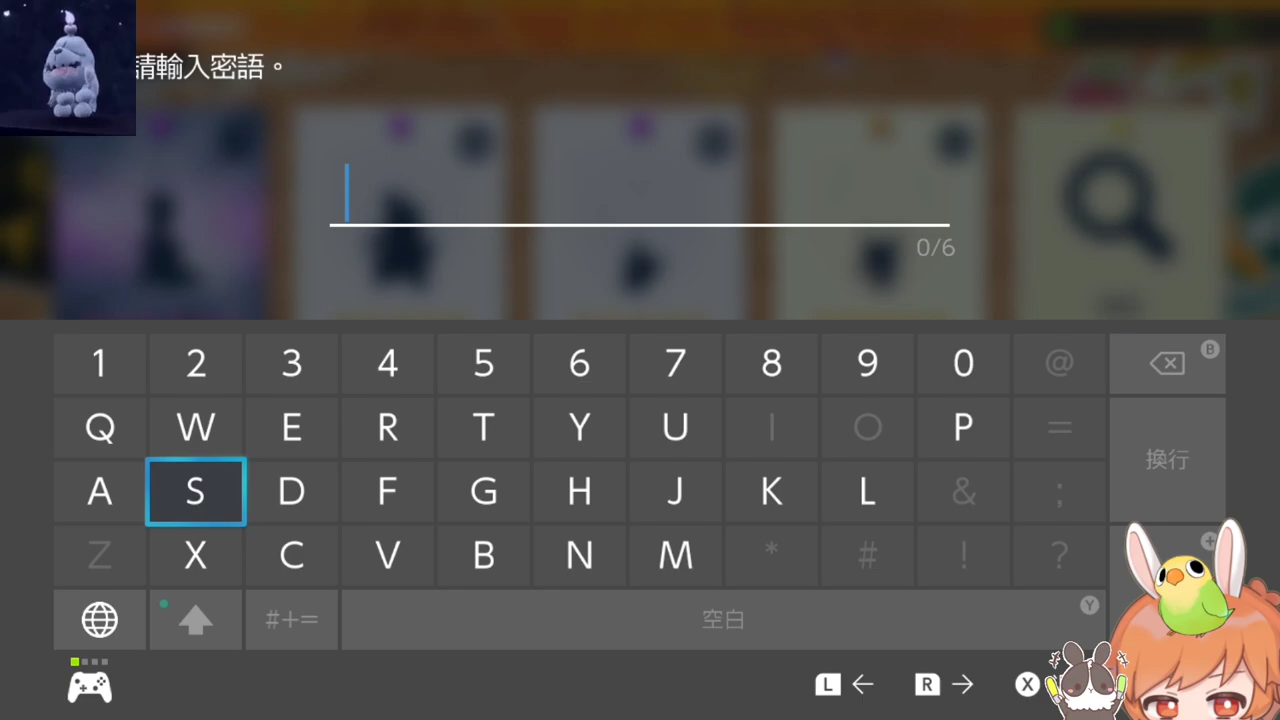 請輸入密語。
0/6
1 2 3 4 5 6 7 8 9 0 @
B
Q W E R T Y U I O P =
換行
A S D F G H J K L & ;
Z X C V B N M * # ! ?
+
#+= 空白 Y
L ← R → X